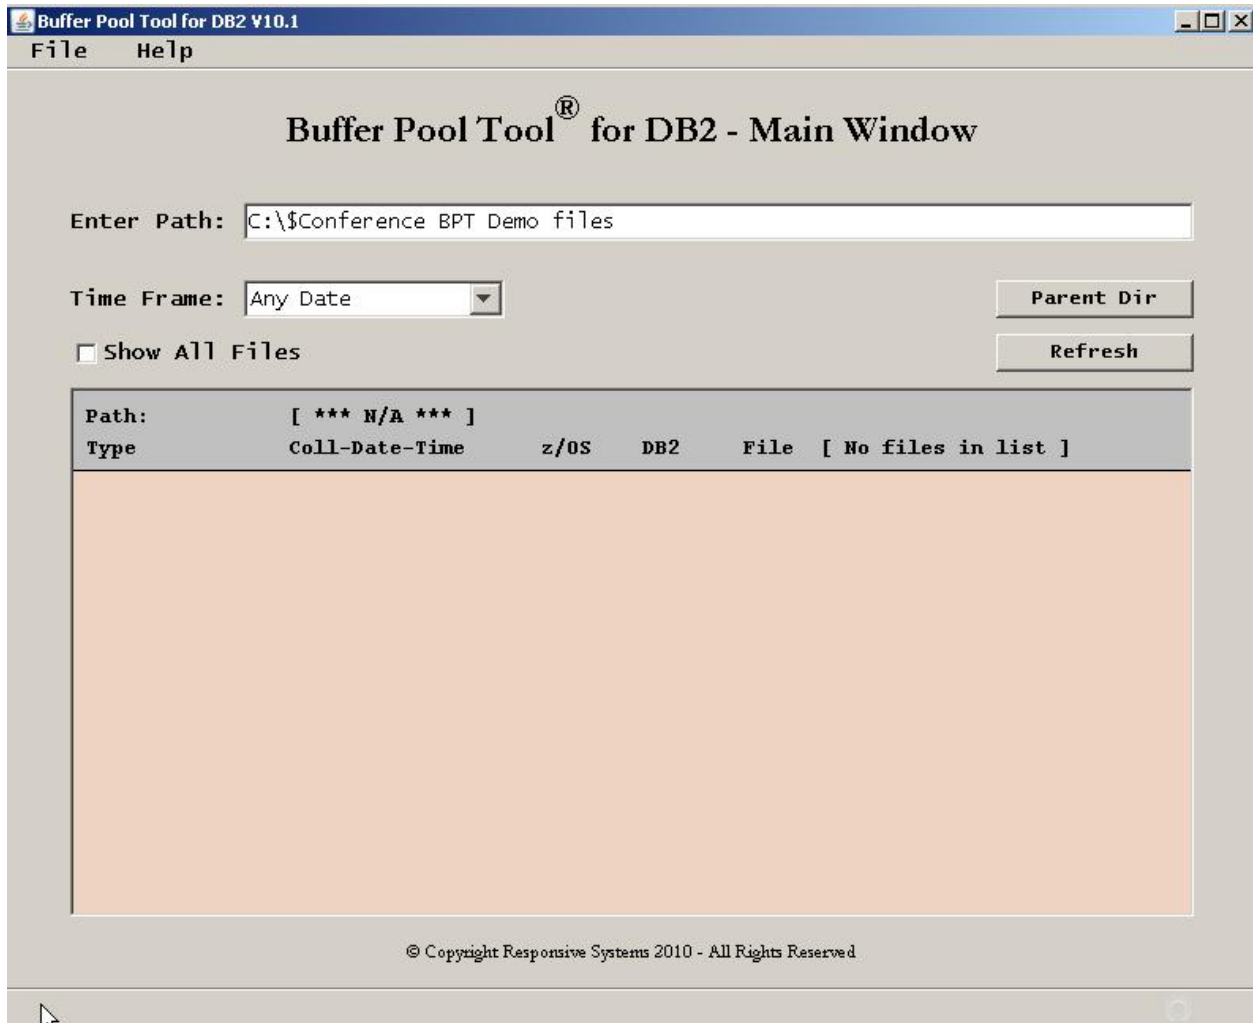 Buffer Pool Tool for DB2 V10.1
File Help
Buffer Pool Tool® for DB2 - Main Window
Enter Path: C:\$Conference BPT Demo files
Time Frame: Any Date
Parent Dir
Show All Files
Refresh
Path: [ *** N/A *** ]
Type Coll-Date-Time z/OS DB2 File [ No files in list ]
© Copyright Responsive Systems 2010 - All Rights Reserved